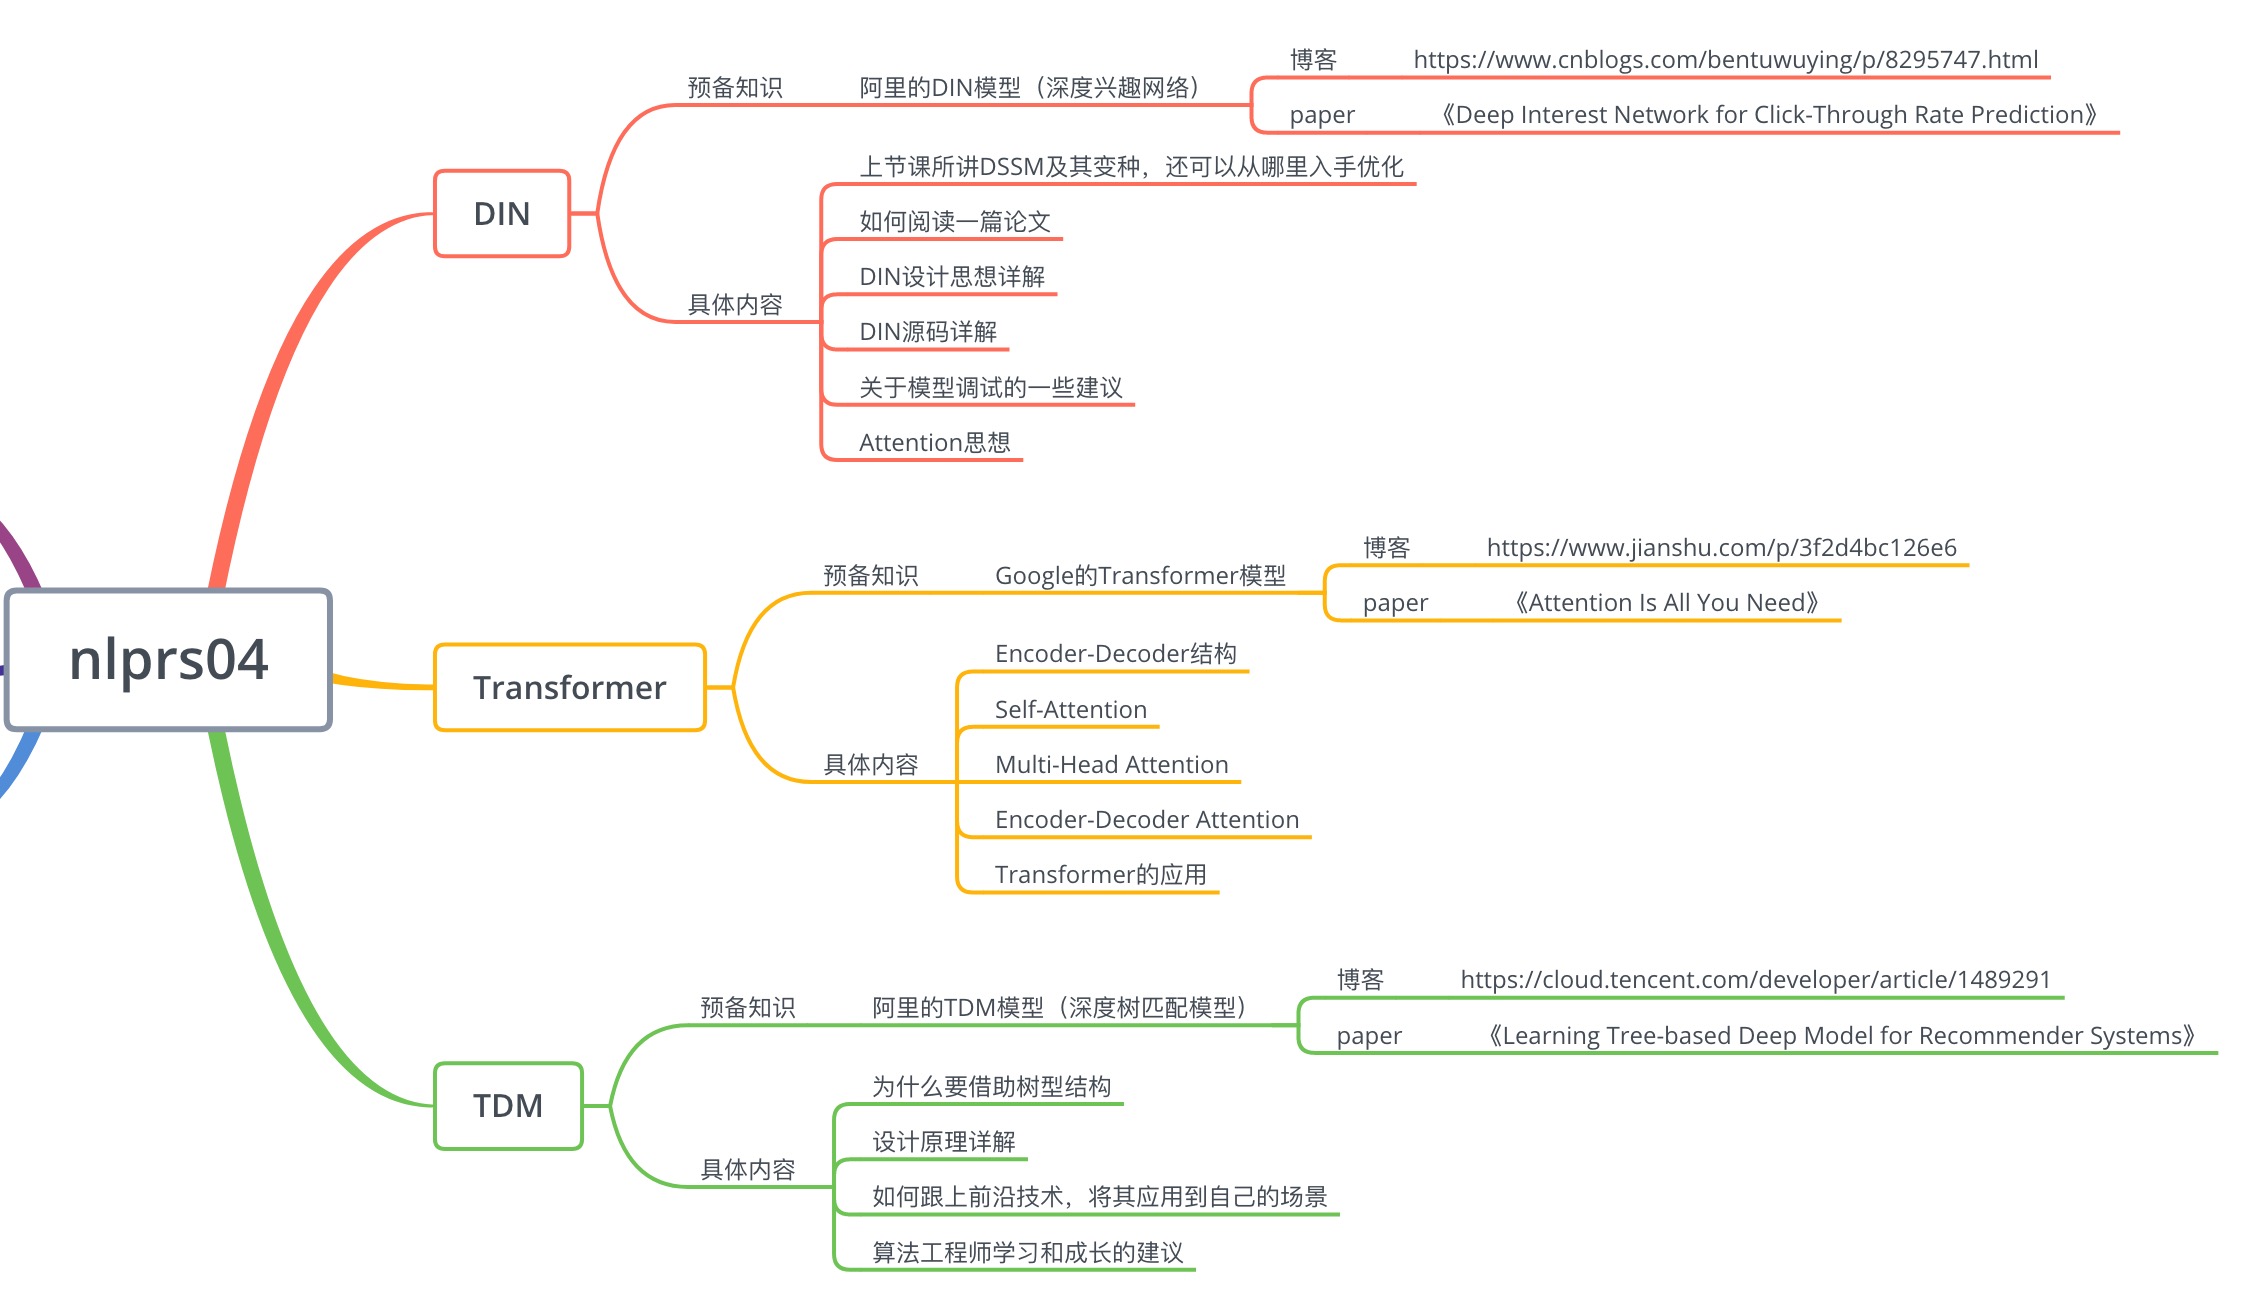 nlprs04
DIN
预备知识
阿里的DIN模型（深度兴趣网络）
博客
https://www.cnblogs.com/bentuwuying/p/8295747.html
paper
《Deep Interest Network for Click-Through Rate Prediction》
具体内容
上节课所讲DSSM及其变种，还可以从哪里入手优化
如何阅读一篇论文
DIN设计思想详解
DIN源码详解
关于模型调试的一些建议
Attention思想
Transformer
预备知识
Google的Transformer模型
博客
https://www.jianshu.com/p/3f2d4bc126e6
paper
《Attention Is All You Need》
具体内容
Encoder-Decoder结构
Self-Attention
Multi-Head Attention
Encoder-Decoder Attention
Transformer的应用
TDM
预备知识
阿里的TDM模型（深度树匹配模型）
博客
https://cloud.tencent.com/developer/article/1489291
paper
《Learning Tree-based Deep Model for Recommender Systems》
具体内容
为什么要借助树型结构
设计原理详解
如何跟上前沿技术，将其应用到自己的场景
算法工程师学习和成长的建议